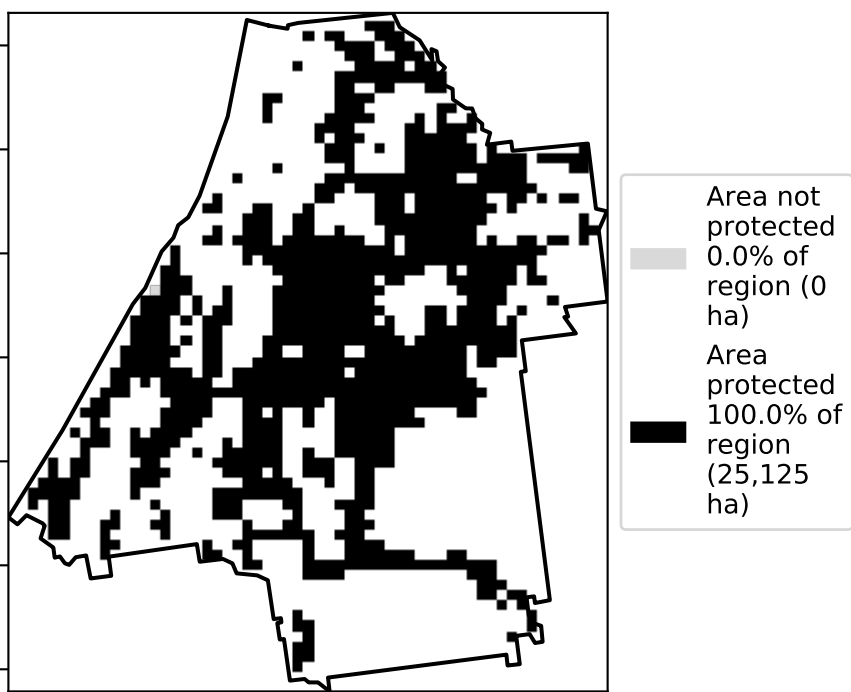 Area not
protected
0.0% of
region (0
ha)
Area
protected
100.0% of
region
(25,125
ha)